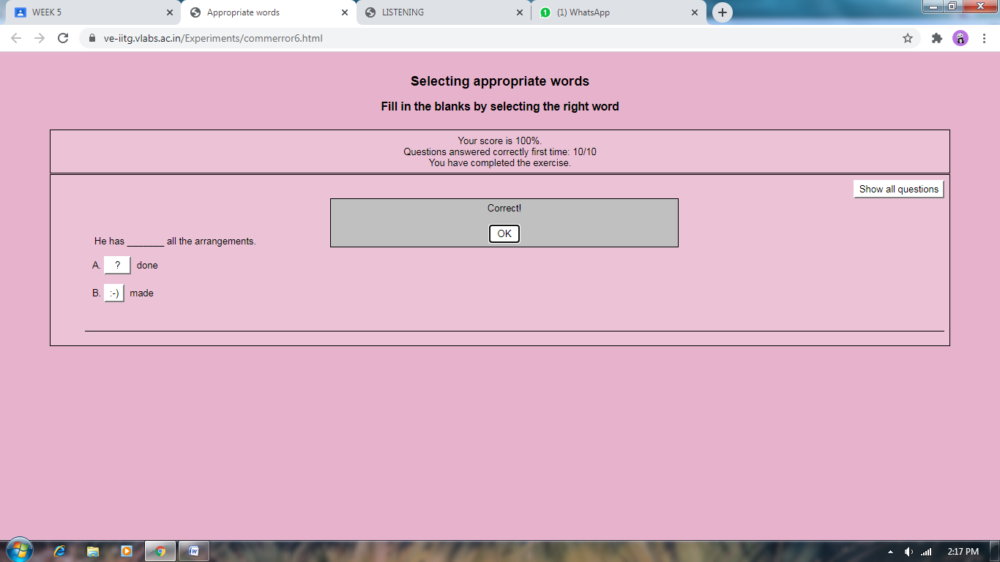 WEEK 5
Appropriate words
LISTENING
1
(1) WhatsApp
ve-iitg.vlabs.ac.in/Experiments/commerror6.html
Selecting appropriate words
Fill in the blanks by selecting the right word
Your score is 100%.
Questions answered correctly first time: 10/10
You have completed the exercise.
Show all questions
Correct!
OK
He has _______ all the arrangements.
A. ? done
B. :-) made
2:17 PM